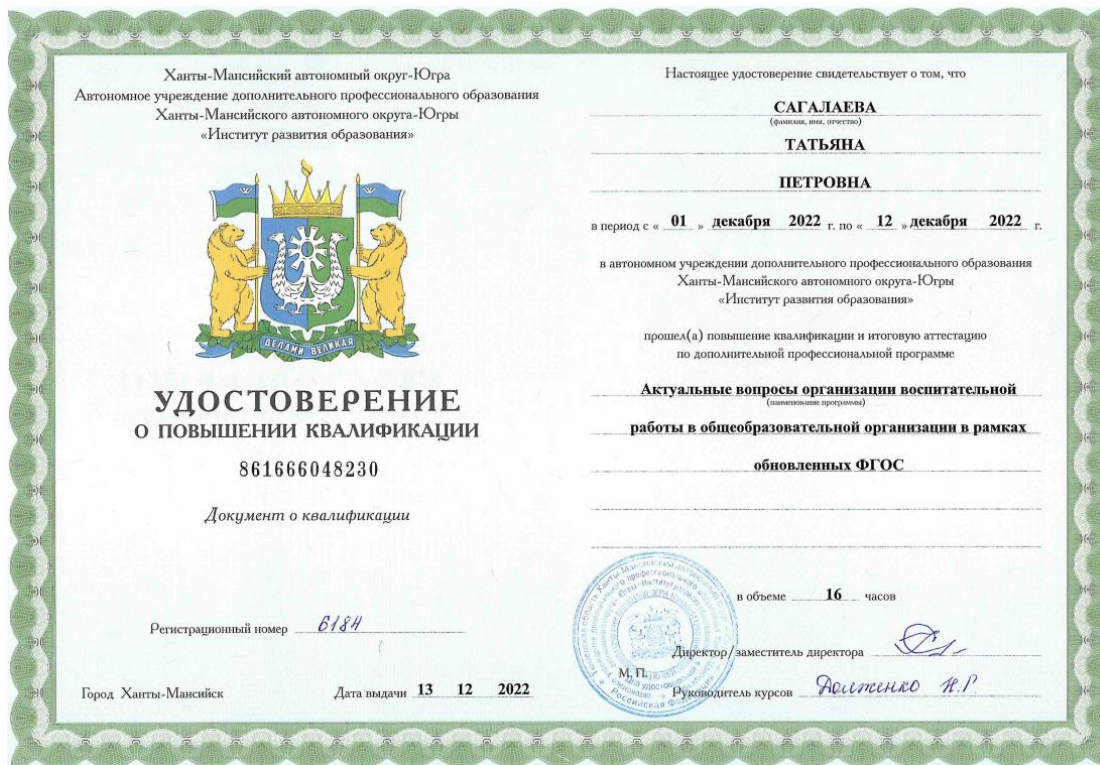 Ханты-Мансийский автономный округ-Югра
Автономное учреждение дополнительного профессионального образования
Ханты-Мансийского автономного округа-Югры
«Институт развития образования»
ДЕЛАМИ ВЕЛИКАЯ
УДОСТОВЕРЕНИЕ
О ПОВЫШЕНИИ КВАЛИФИКАЦИИ
861666048230
Документ о квалификации
Регистрационный номер 6184
Город Ханты-Мансийск Дата выдачи 13 12 2022
Настоящее удостоверение свидетельствует о том, что
САГАЛАЕВА
(фамилия, имя, отчество)
ТАТЬЯНА
ПЕТРОВНА
в период с « 01 » декабря 2022 г. по « 12 » декабря 2022 г.
в автономном учреждении дополнительного профессионального образования
Ханты-Мансийского автономного округа-Югры
«Институт развития образования»
прошел(а) повышение квалификации и итоговую аттестацию
по дополнительной профессиональной программе
Актуальные вопросы организации воспитательной
(наименование программы)
работы в общеобразовательной организации в рамках
обновленных ФГОС
в объеме 16 часов
Директор/заместитель директора
М. П.
Руководитель курсов Долженко Н.Р
Российская Федерация